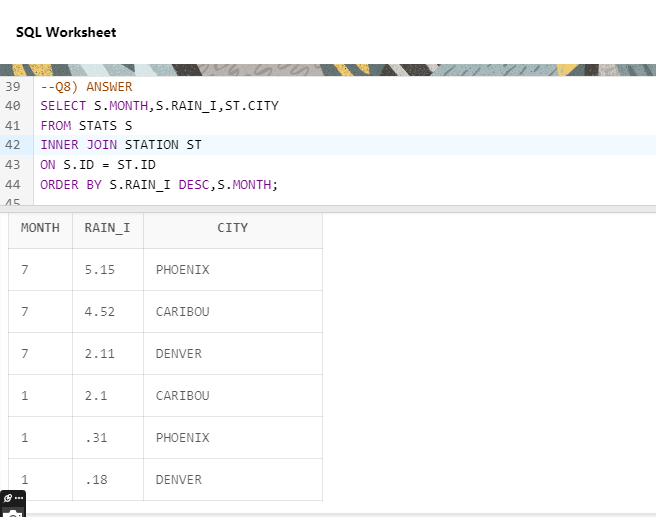 SQL Worksheet
39 --Q8) ANSWER
40 SELECT S.MONTH,S.RAIN_I,ST.CITY
41 FROM STATS S
42 INNER JOIN STATION ST
43 ON S.ID = ST.ID
44 ORDER BY S.RAIN_I DESC,S.MONTH;
45
MONTH RAIN_I CITY
7 5.15 PHOENIX
7 4.52 CARIBOU
7 2.11 DENVER
1 2.1 CARIBOU
1 .31 PHOENIX
1 .18 DENVER